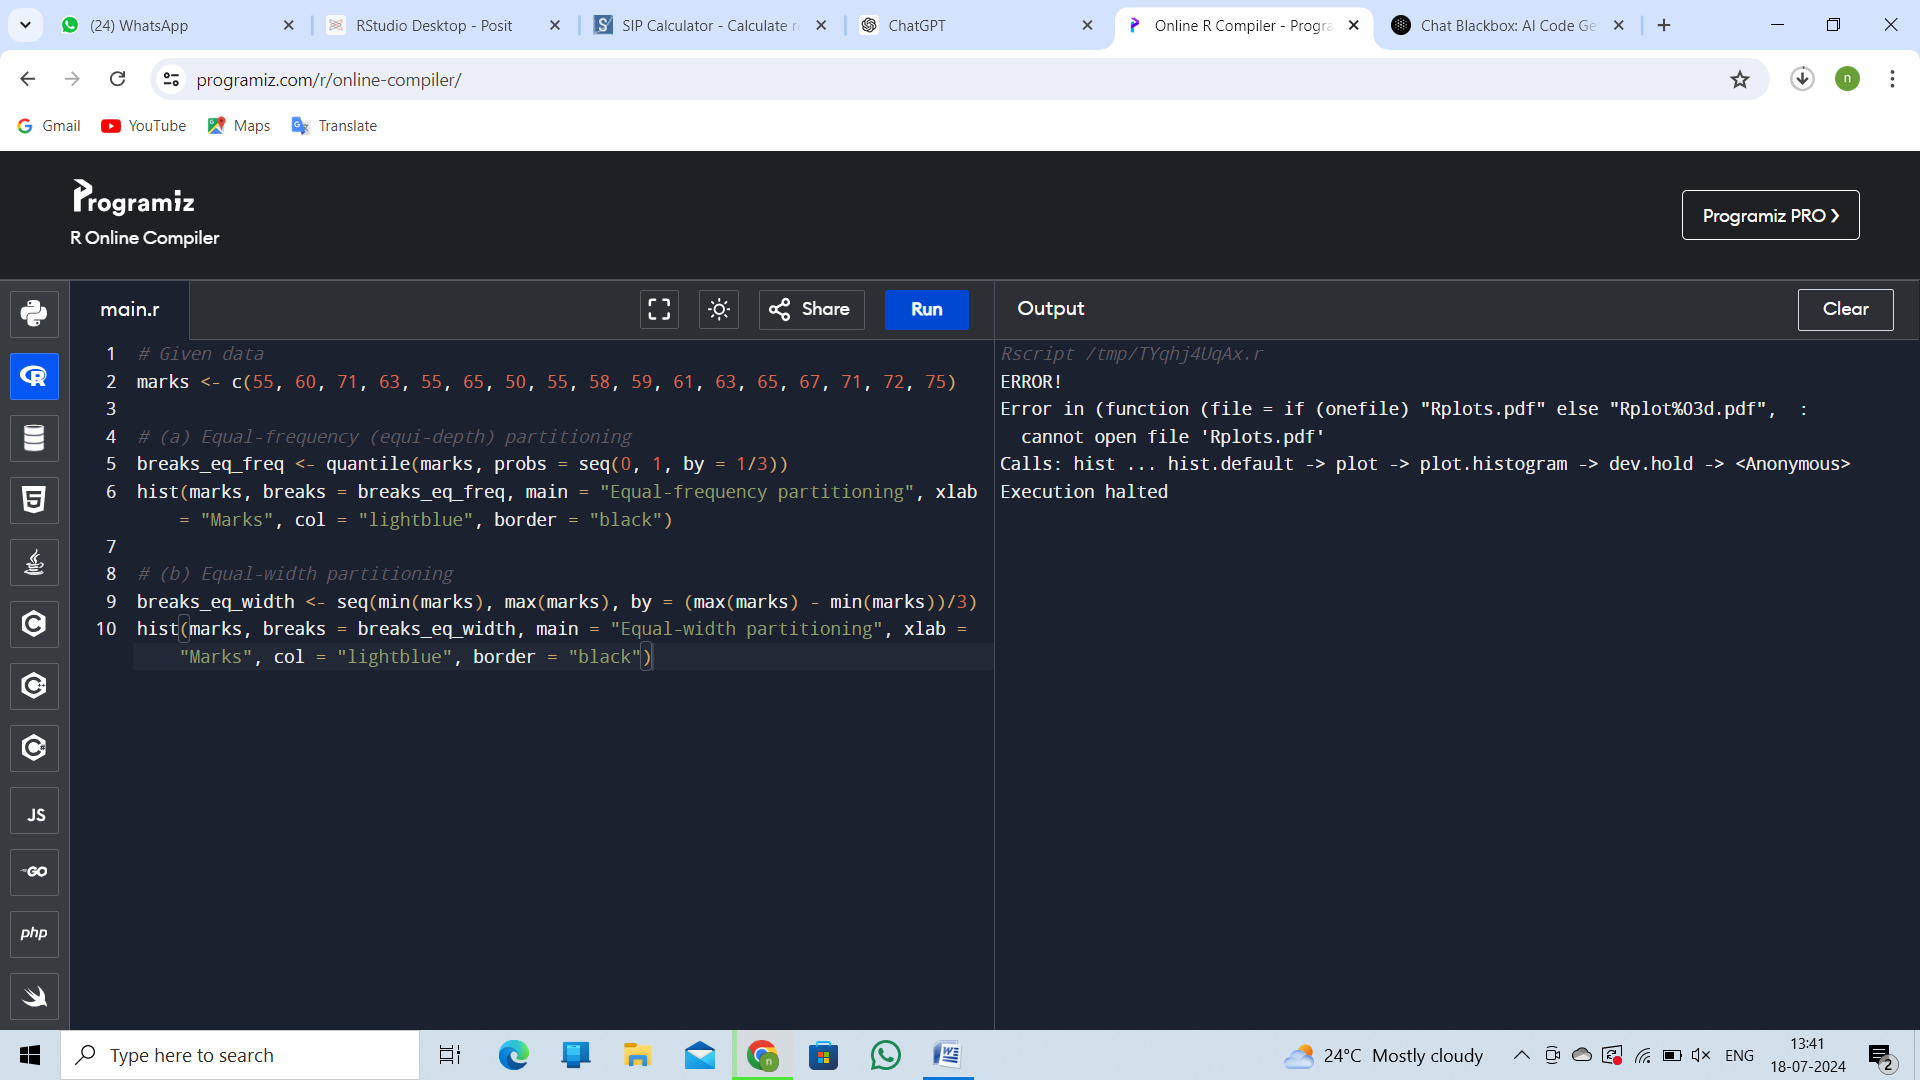 (24) WhatsApp
RStudio Desktop - Posit
SIP Calculator - Calculate re
ChatGPT
Online R Compiler - Progra
Chat Blackbox: AI Code Ge
programiz.com/r/online-compiler/
n
Gmail
YouTube
Maps
Translate
Programiz
R Online Compiler
Programiz PRO ❯
main.r
Share
Run
Output
Clear
1 # Given data
2 marks <- c(55, 60, 71, 63, 55, 65, 50, 55, 58, 59, 61, 63, 65, 67, 71, 72, 75)
3
4 # (a) Equal-frequency (equi-depth) partitioning
5 breaks_eq_freq <- quantile(marks, probs = seq(0, 1, by = 1/3))
6 hist(marks, breaks = breaks_eq_freq, main = "Equal-frequency partitioning", xlab
= "Marks", col = "lightblue", border = "black")
7
8 # (b) Equal-width partitioning
9 breaks_eq_width <- seq(min(marks), max(marks), by = (max(marks) - min(marks))/3)
10 hist(marks, breaks = breaks_eq_width, main = "Equal-width partitioning", xlab =
"Marks", col = "lightblue", border = "black")
Rscript /tmp/TYqhj4UqAx.r
ERROR!
Error in (function (file = if (onefile) "Rplots.pdf" else "Rplot%03d.pdf",  :
cannot open file 'Rplots.pdf'
Calls: hist ... hist.default -> plot -> plot.histogram -> dev.hold -> <Anonymous>
Execution halted
R
5
C
C
C
JS
GO
php
Type here to search
n
W
24°C Mostly cloudy
ENG
13:41
18-07-2024
2